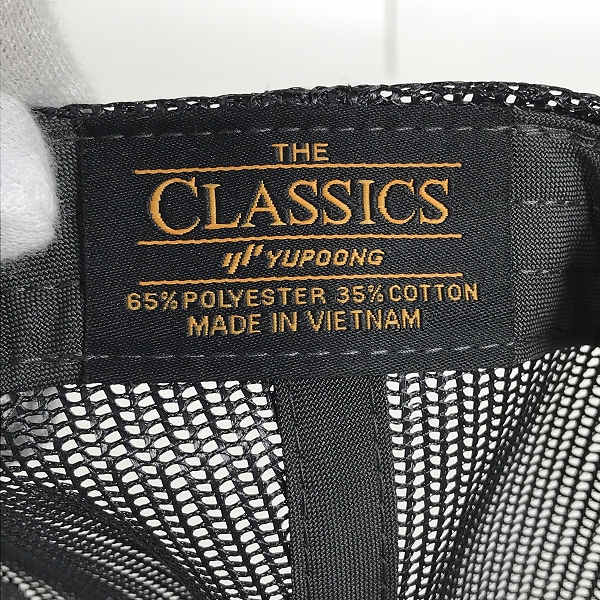 THE
CLASSICS
YUPOONG
65% POLYESTER 35% COTTON
MADE IN VIETNAM